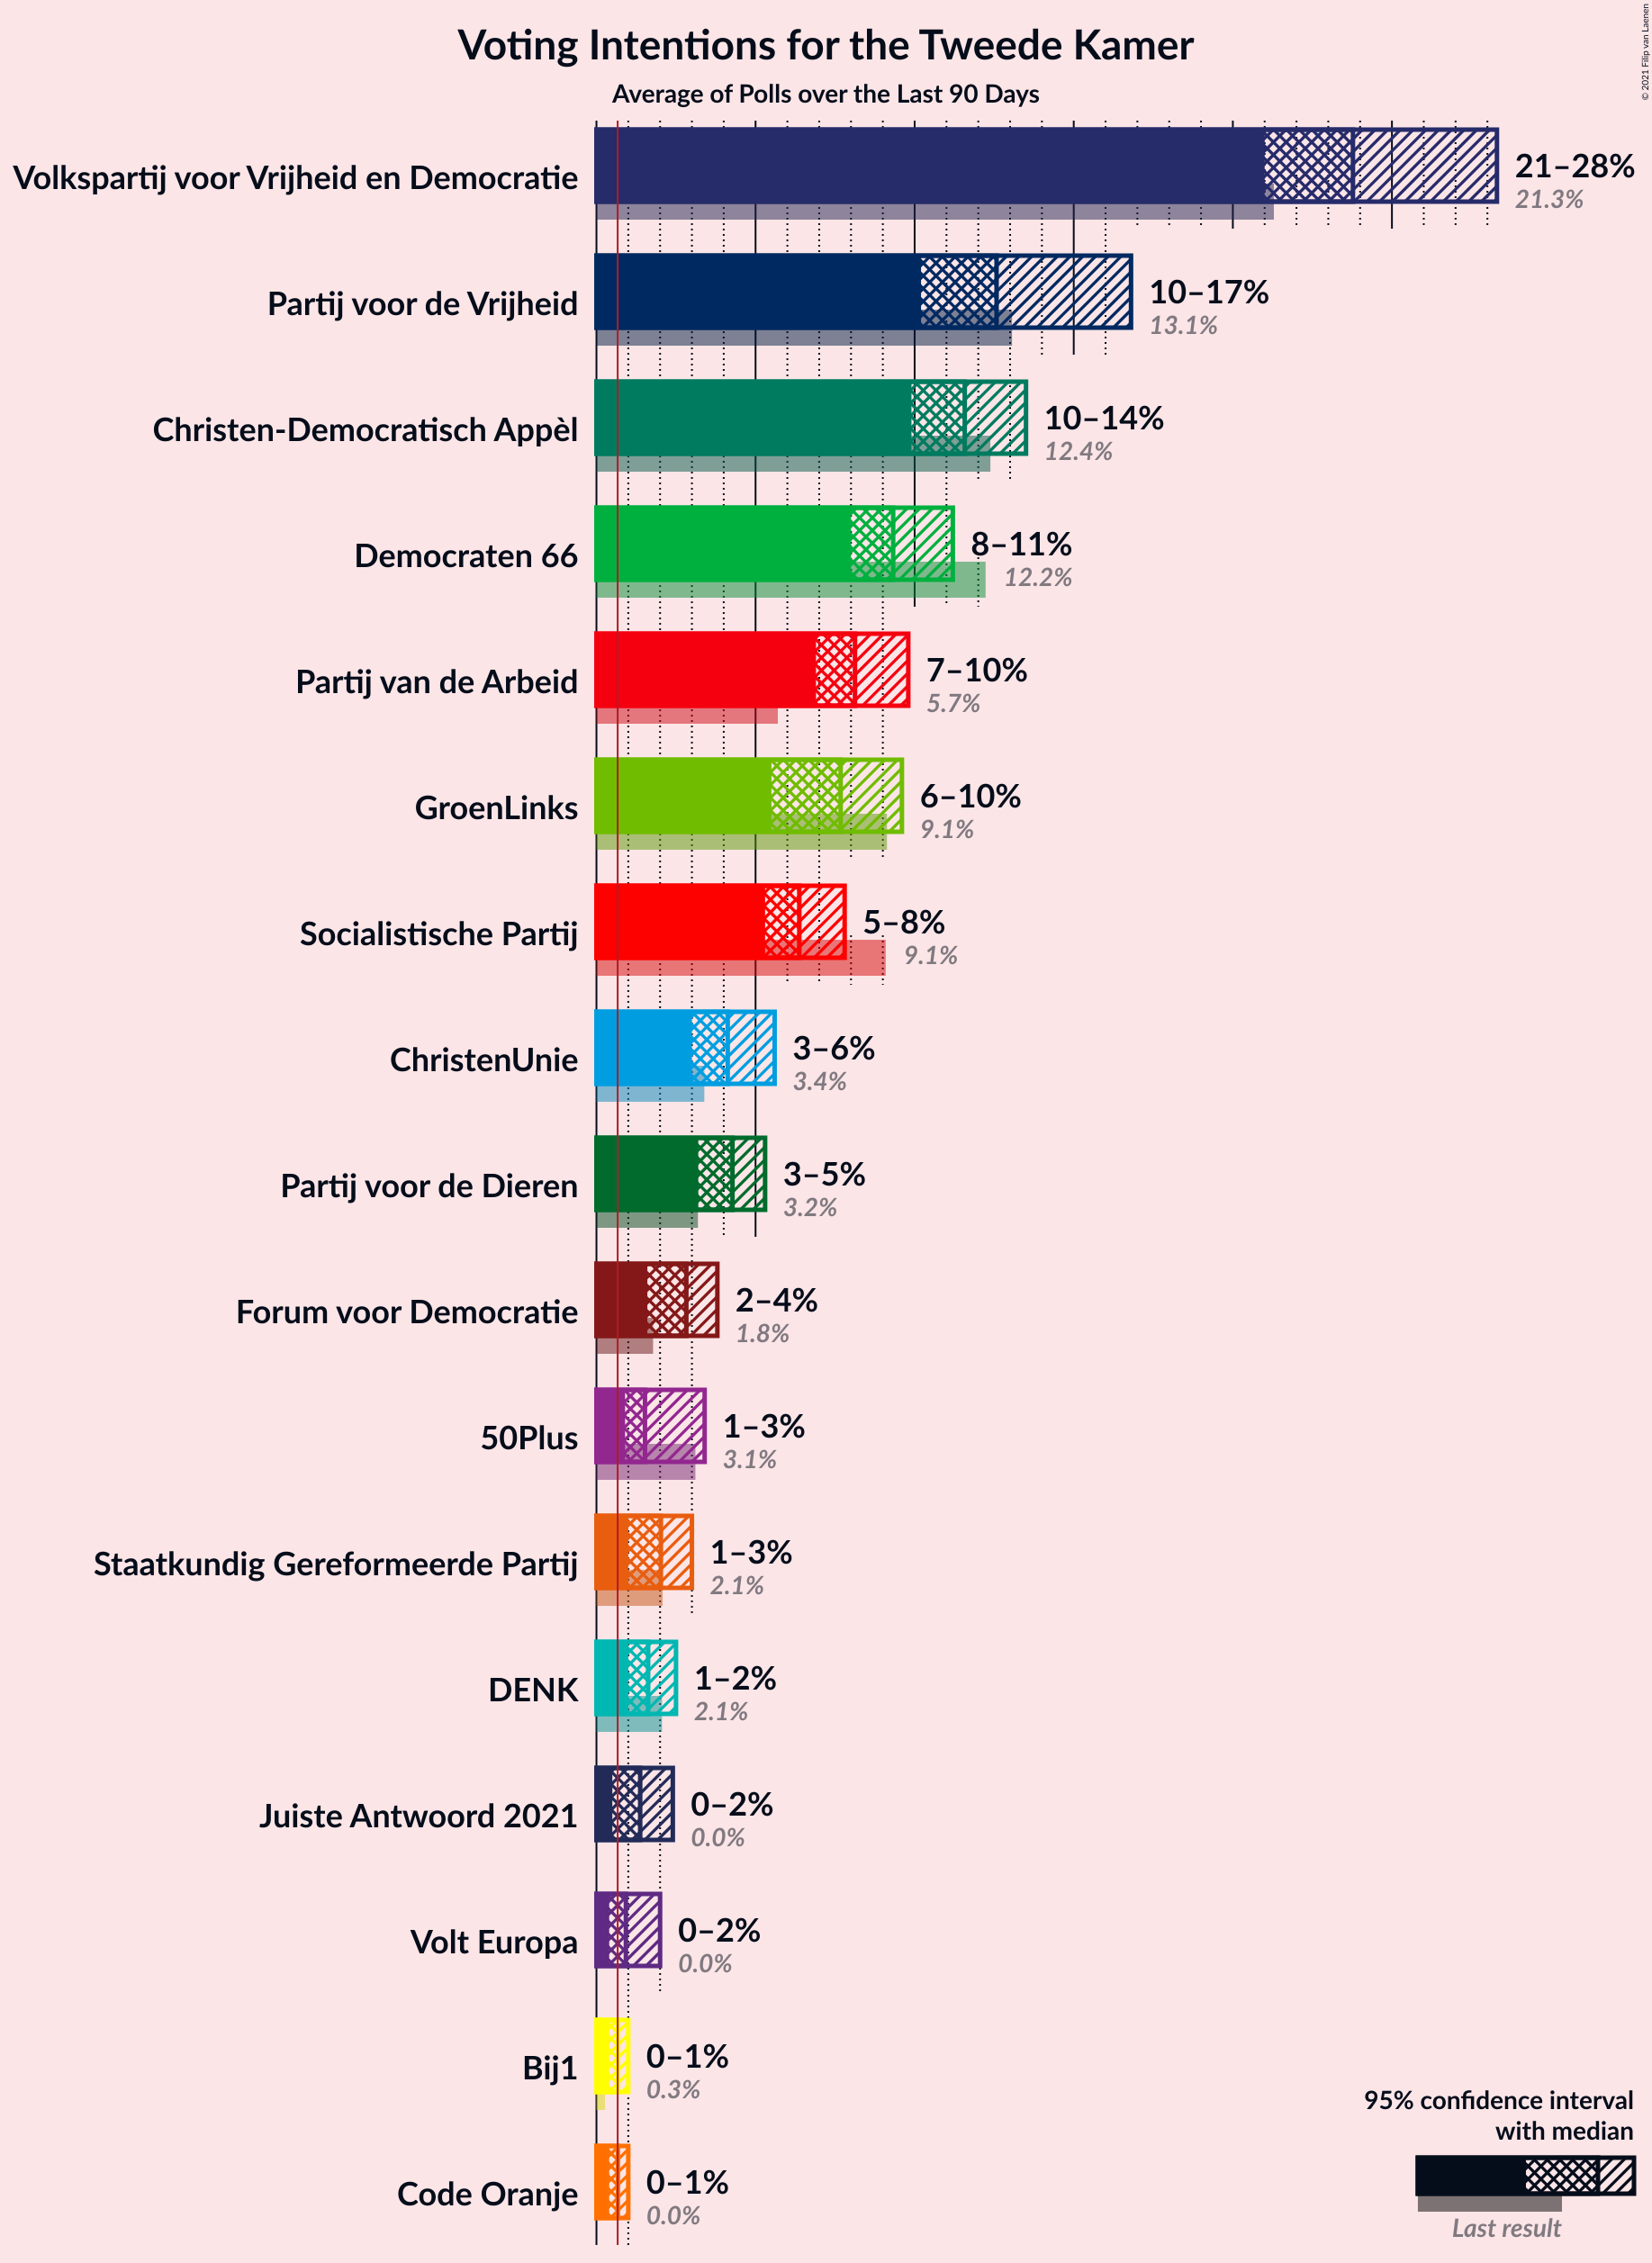 © 2021 Filip van Laenen
Voting Intentions for the Tweede Kamer
Average of Polls over the Last 90 Days
Volkspartij voor Vrijheid en Democratie
21–28%
21.3%
Partij voor de Vrijheid
10–17%
13.1%
Christen-Democratisch Appèl
10–14%
12.4%
Democraten 66
8–11%
12.2%
Partij van de Arbeid
7–10%
5.7%
GroenLinks
6–10%
9.1%
Socialistische Partij
5–8%
9.1%
ChristenUnie
3–6%
3.4%
Partij voor de Dieren
3–5%
3.2%
Forum voor Democratie
2–4%
1.8%
50Plus
1–3%
3.1%
Staatkundig Gereformeerde Partij
1–3%
2.1%
DENK
1–2%
2.1%
Juiste Antwoord 2021
0–2%
0.0%
Volt Europa
0–2%
0.0%
Bij1
0–1%
0.3%
Code Oranje
0–1%
0.0%
95% confidence interval
with median
Last result